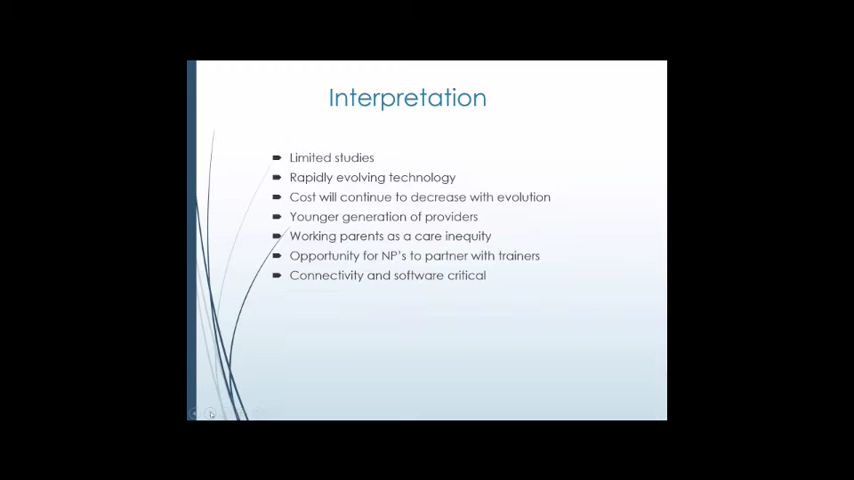 Interpretation
Limited studies
Rapidly evolving technology
Cost will continue to decrease with evolution
Younger generation of providers
Working parents as a care inequity
Opportunity for NP's to partner with trainers
Connectivity and software critical